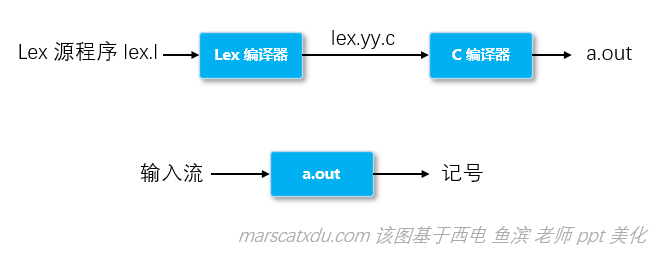 lex.yy.c
Lex 源程序 lex.l
Lex 编译器
C 编译器
a.out
输入流
a.out
记号
marscatxdu.com 该图基于西电 鱼滨 老师 ppt 美化